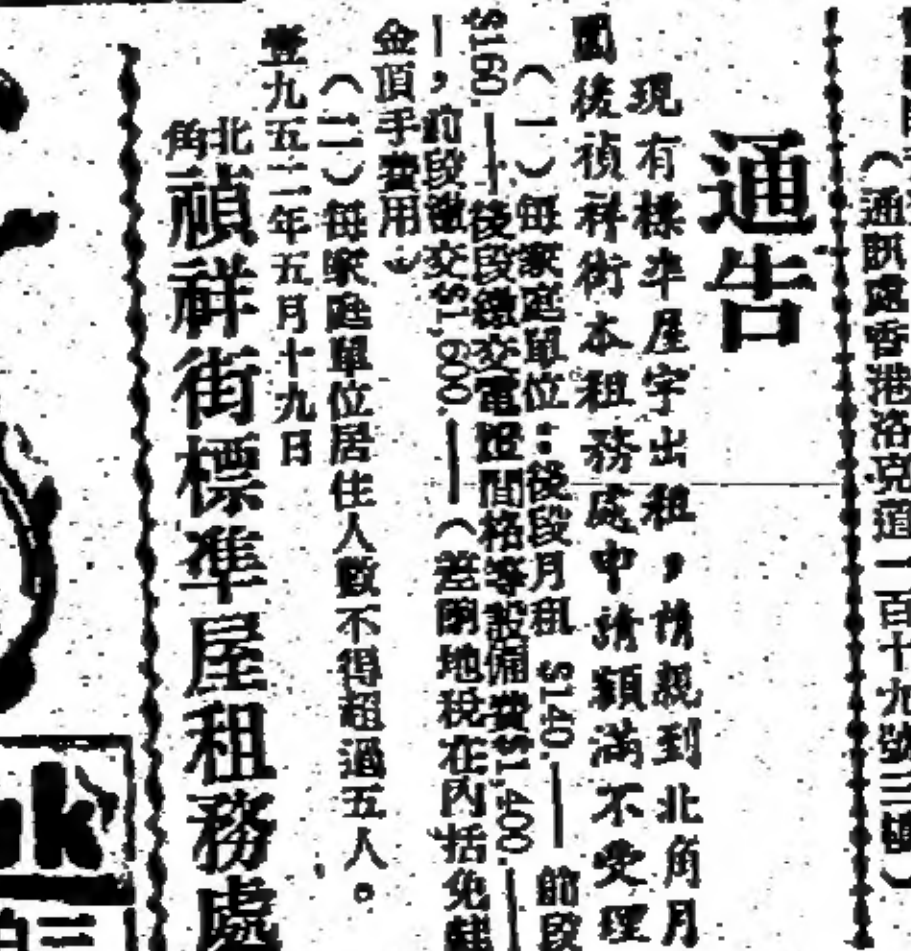 （通訊處香港洛克道一百十九號三樓）
通告
現有標準屋宇出租，請親到北角月
園後禎祥街本租務處申請額滿不受理
（一）每家庭單位：後段月租 $140.— 前段
$160.—後段繳交電燈間格等設備費$1,400.—
—，前段繳交$1,600.—（差餉地稅在內括免鞋
金頂手費用。
（二）每家庭單位居住人數不得超過五人。
壹九五二年五月十九日
北角禎祥街標準屋租務處